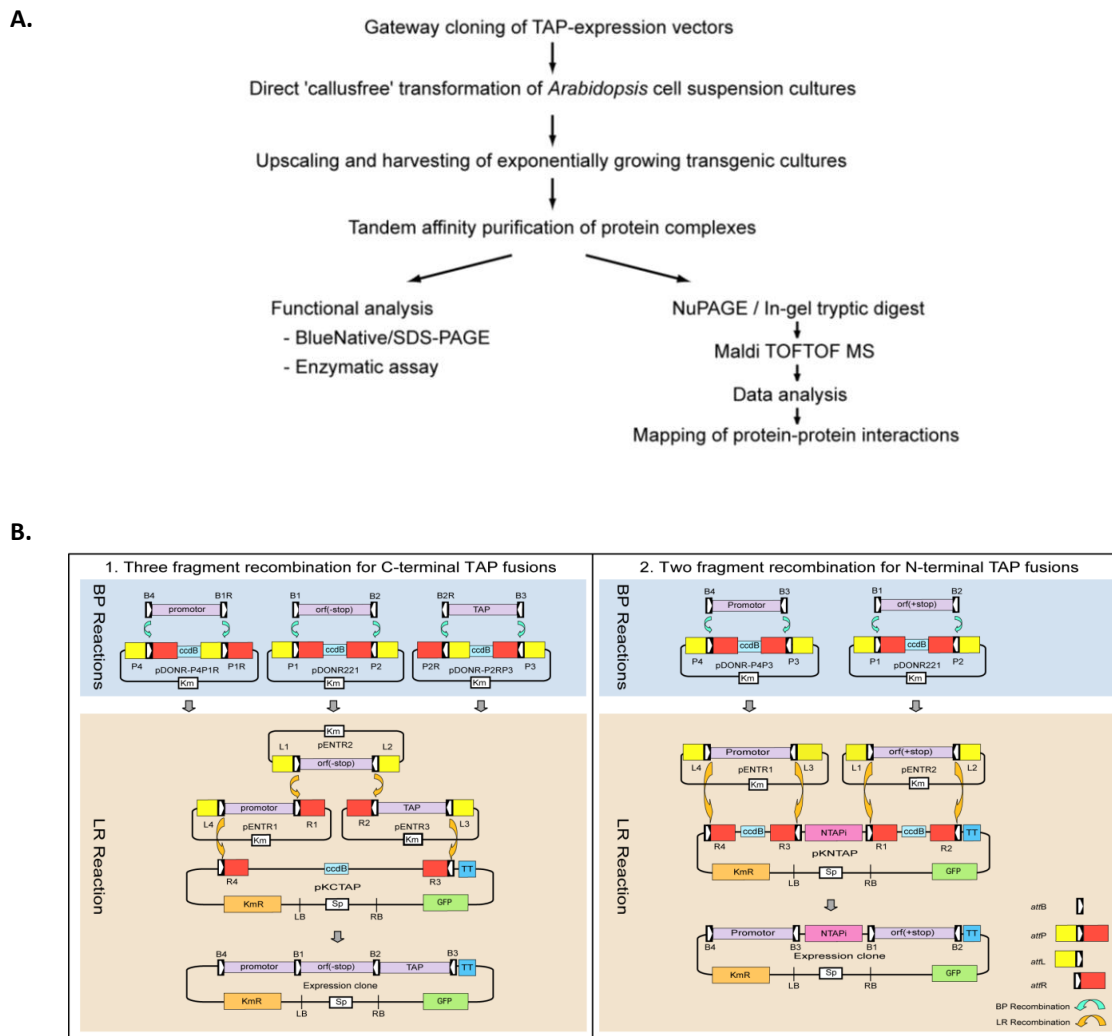 A.
Gateway cloning of TAP-expression vectors
Direct 'callusfree' transformation of Arabidopsis cell suspension cultures
Upscaling and harvesting of exponentially growing transgenic cultures
Tandem affinity purification of protein complexes
Functional analysis
- BlueNative/SDS-PAGE
- Enzymatic assay
NuPAGE / In-gel tryptic digest
Maldi TOFTOF MS
Data analysis
Mapping of protein-protein interactions
B.
1. Three fragment recombination for C-terminal TAP fusions
BP Reactions
B4 B1R B1 B2 B2R B3
promotor orf(-stop) TAP
ccdB ccdB ccdB
P4 P1R P1 P2 P2R P3
pDONR-P4P1R pDONR221 pDONR-P2RP3
Km Km Km
LR Reaction
Km
L1 pENTR2 L2
orf(-stop)
promotor TAP
L4 R1 R2 L3
pENTR1 pENTR3
Km Km
ccdB TT
R4 R3
pKCTAP
KmR Sp GFP
LB RB
B4 B1 B2 B3
promotor orf(-stop) TAP TT
Expression clone
KmR Sp GFP
LB RB
2. Two fragment recombination for N-terminal TAP fusions
B4 B3 B1 B2
Promotor orf(+stop)
ccdB ccdB
P4 P3 P1 P2
pDONR-P4P3 pDONR221
Km Km
Promotor orf(+stop)
L4 L3 L1 L2
pENTR1 pENTR2
Km Km
ccdB NTAPi ccdB TT
R4 R3 R1 R2
pKNTAP
KmR Sp GFP
LB RB
Promotor NTAPi orf(+stop) TT
B4 B3 B1 B2
Expression clone
KmR Sp GFP
LB RB
attB
attP
attL
attR
BP Recombination
LR Recombination